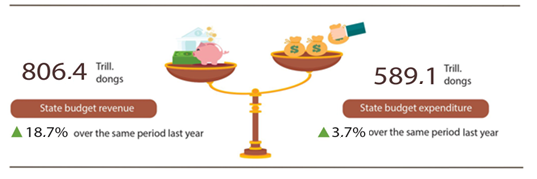 806.4 Trill. dongs
State budget revenue
▲ 18.7% over the same period last year
$ $
589.1 Trill. dongs
State budget expenditure
▲ 3.7% over the same period last year